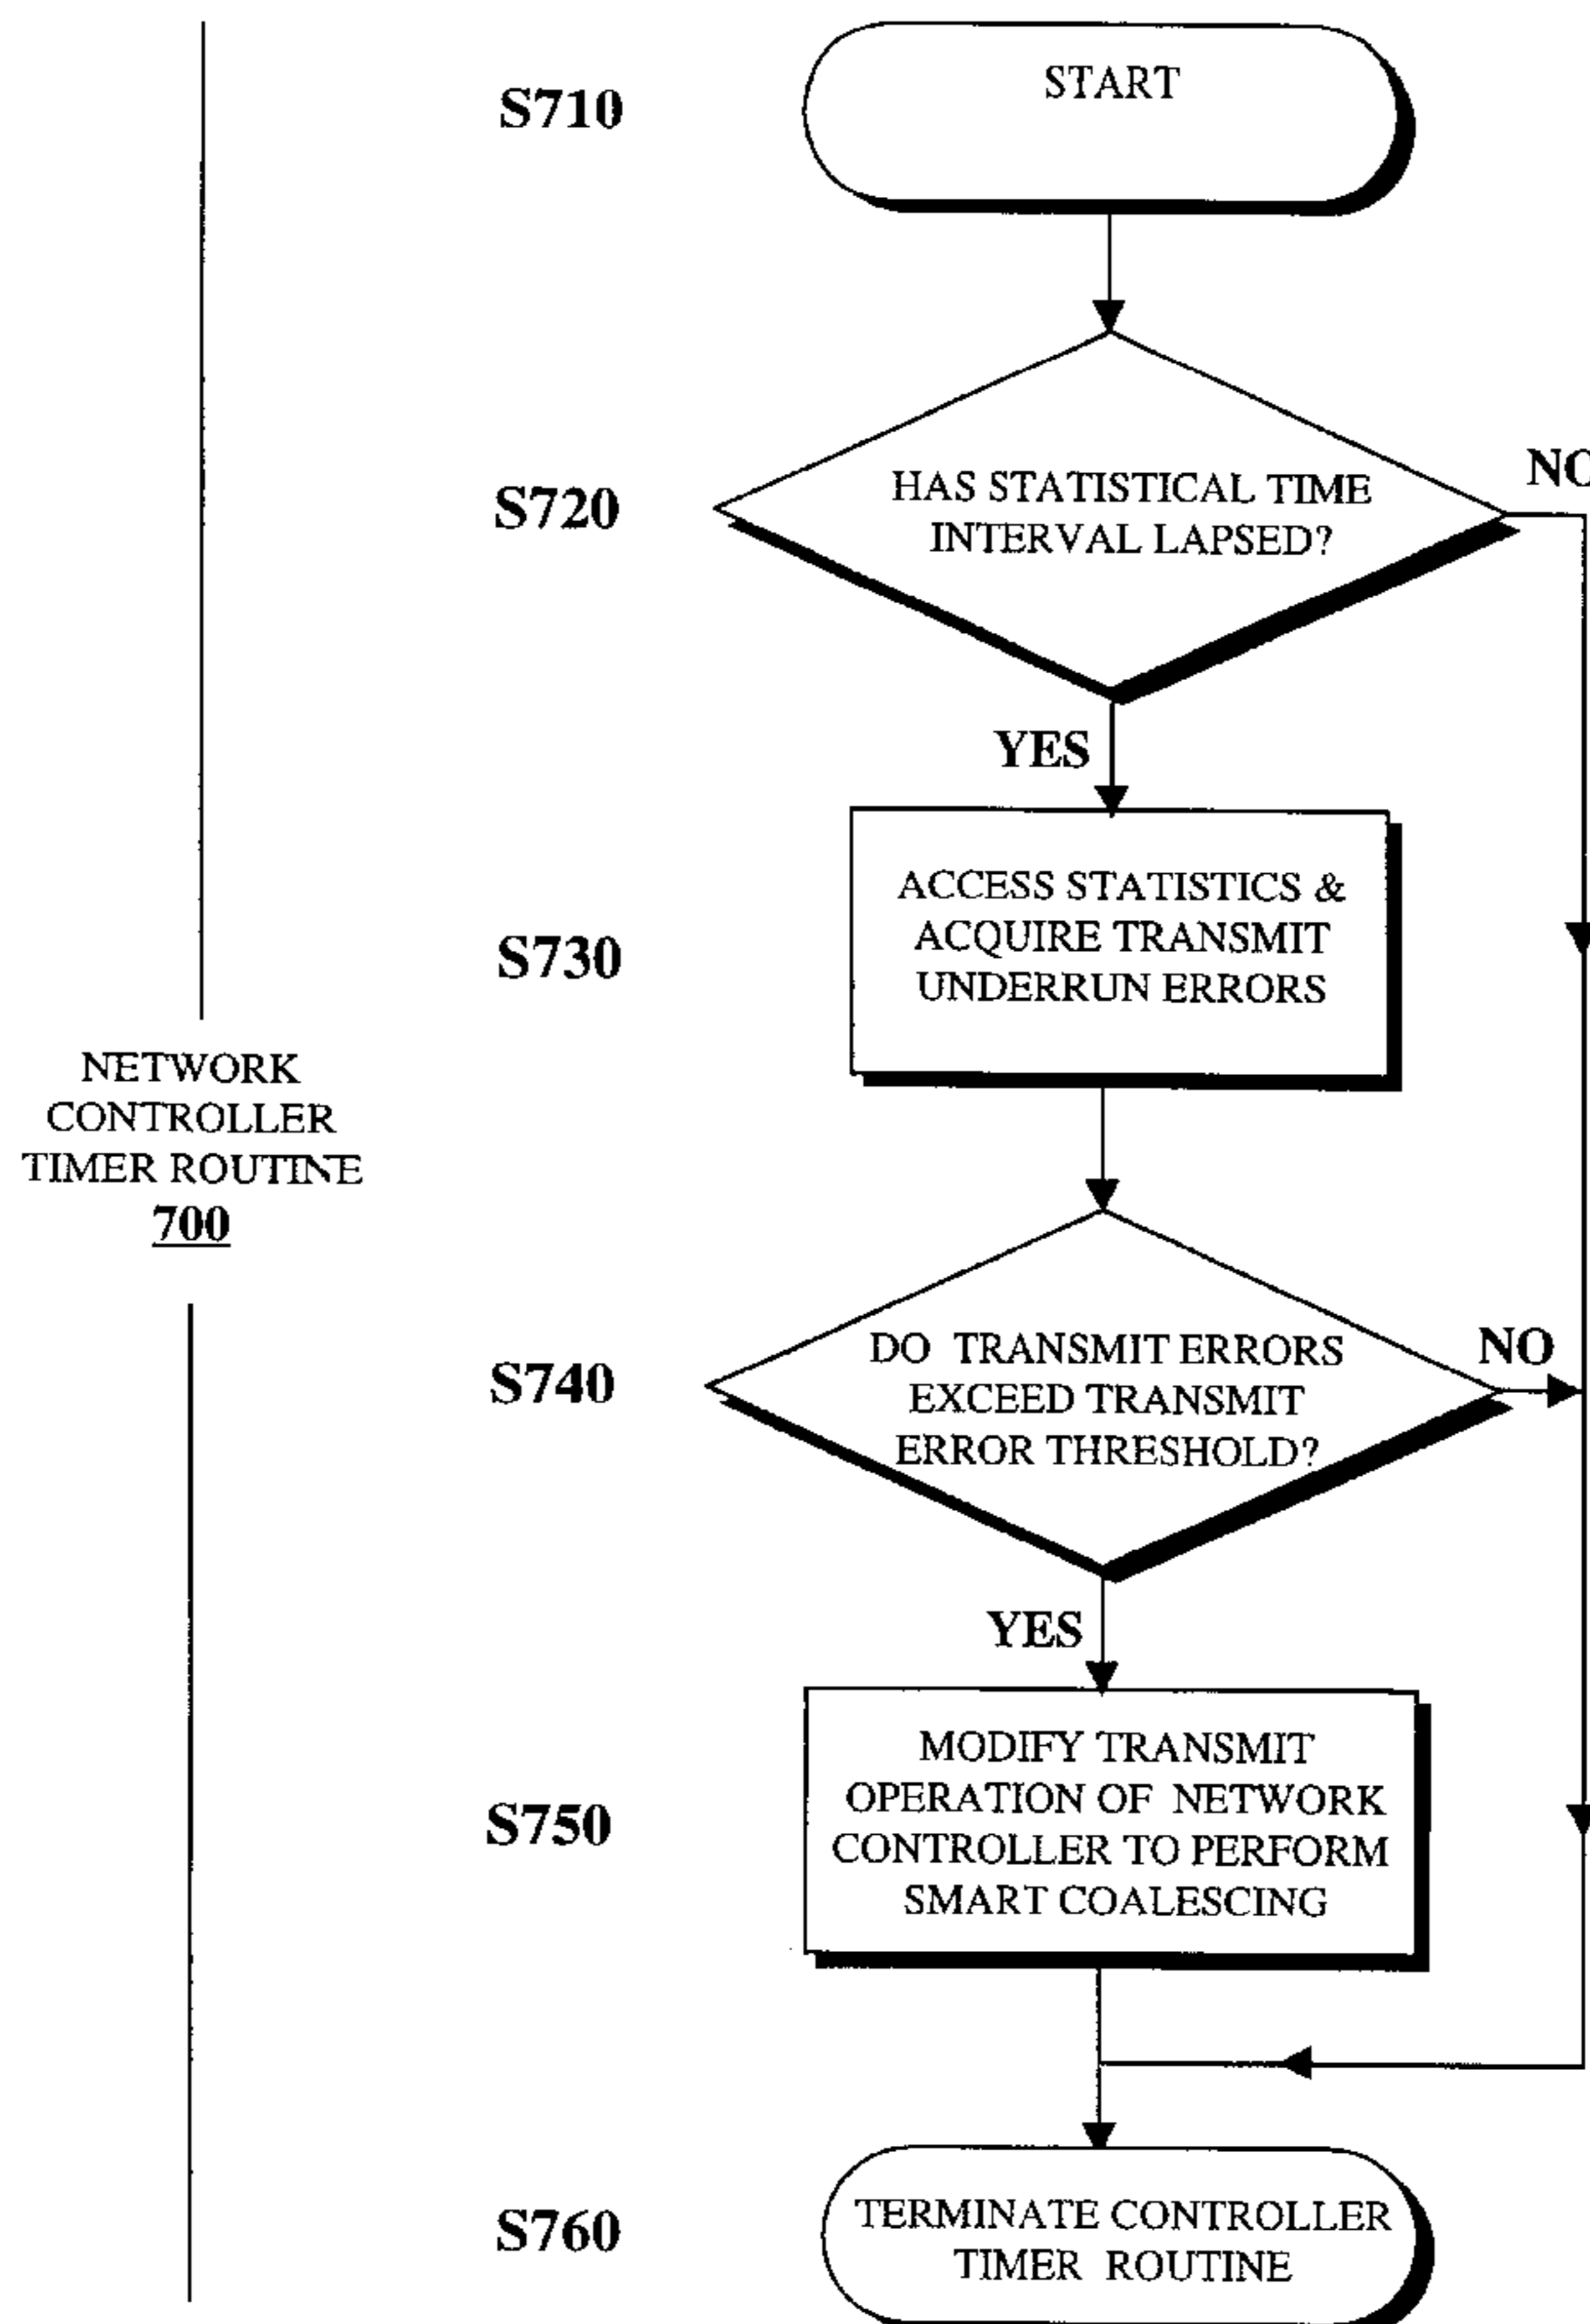 S710
START
S720
HAS STATISTICAL TIME
INTERVAL LAPSED?
NO
YES
S730
ACCESS STATISTICS &
ACQUIRE TRANSMIT
UNDERRUN ERRORS
NETWORK
CONTROLLER
TIMER ROUTINE
700
S740
DO TRANSMIT ERRORS
EXCEED TRANSMIT
ERROR THRESHOLD?
NO
YES
S750
MODIFY TRANSMIT
OPERATION OF NETWORK
CONTROLLER TO PERFORM
SMART COALESCING
S760
TERMINATE CONTROLLER
TIMER ROUTINE